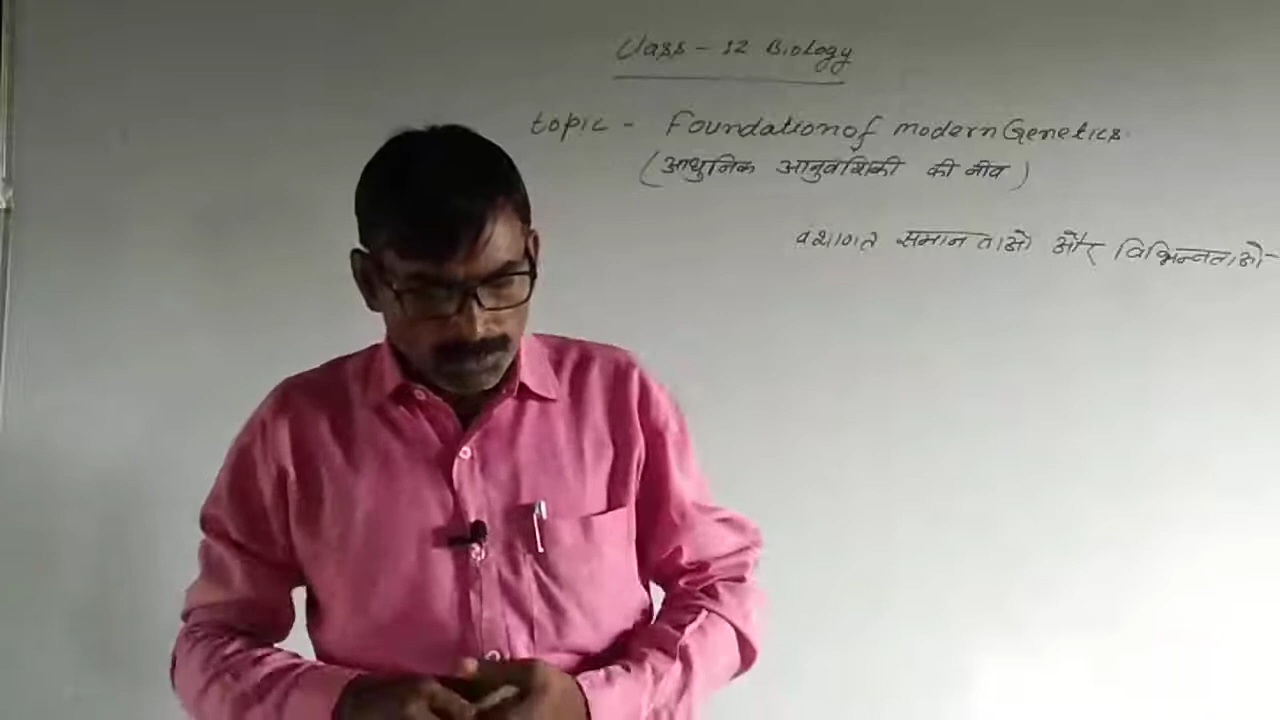 Class - 12 Biology
topic - Foundation of modern Genetics
(आधुनिक आनुवंशिकी की नीव)
वंशागत समानताओ और विभिन्नताओ-